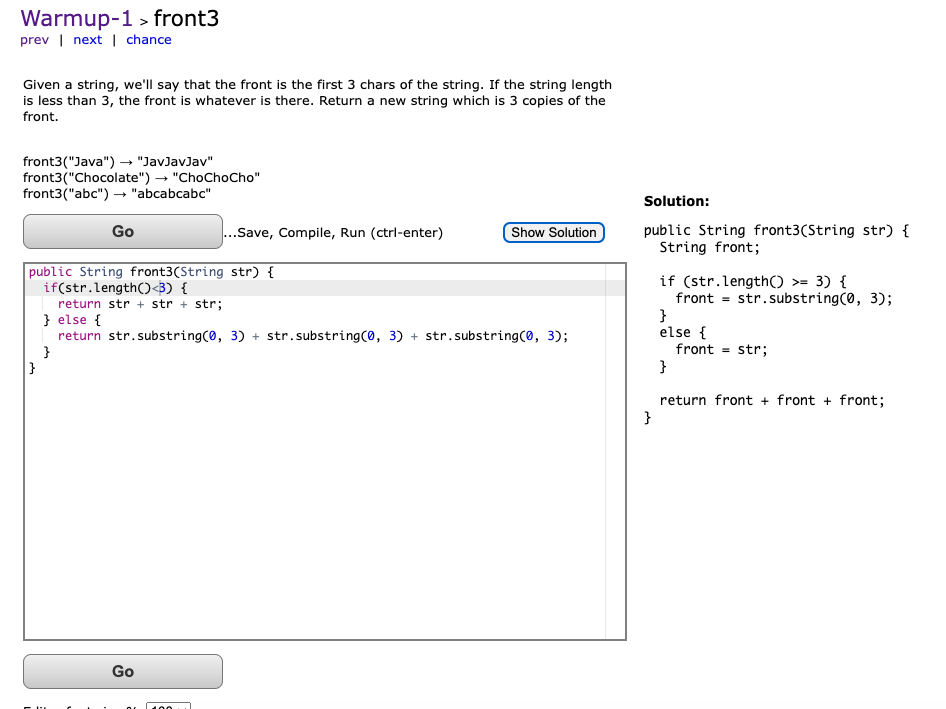 Warmup-1 > front3
prev | next | chance
Given a string, we'll say that the front is the first 3 chars of the string. If the string length
is less than 3, the front is whatever is there. Return a new string which is 3 copies of the
front.
front3("Java") → "JavJavJav"
front3("Chocolate") → "ChoChoCho"
front3("abc") → "abcabcabc"
Go
...Save, Compile, Run (ctrl-enter)
Show Solution
public String front3(String str) {
  if(str.length()<3) {
    return str + str + str;
  } else {
    return str.substring(0, 3) + str.substring(0, 3) + str.substring(0, 3);
  }
}
Go
Solution:
public String front3(String str) {
  String front;
  if (str.length() >= 3) {
    front = str.substring(0, 3);
  }
  else {
    front = str;
  }
  return front + front + front;
}